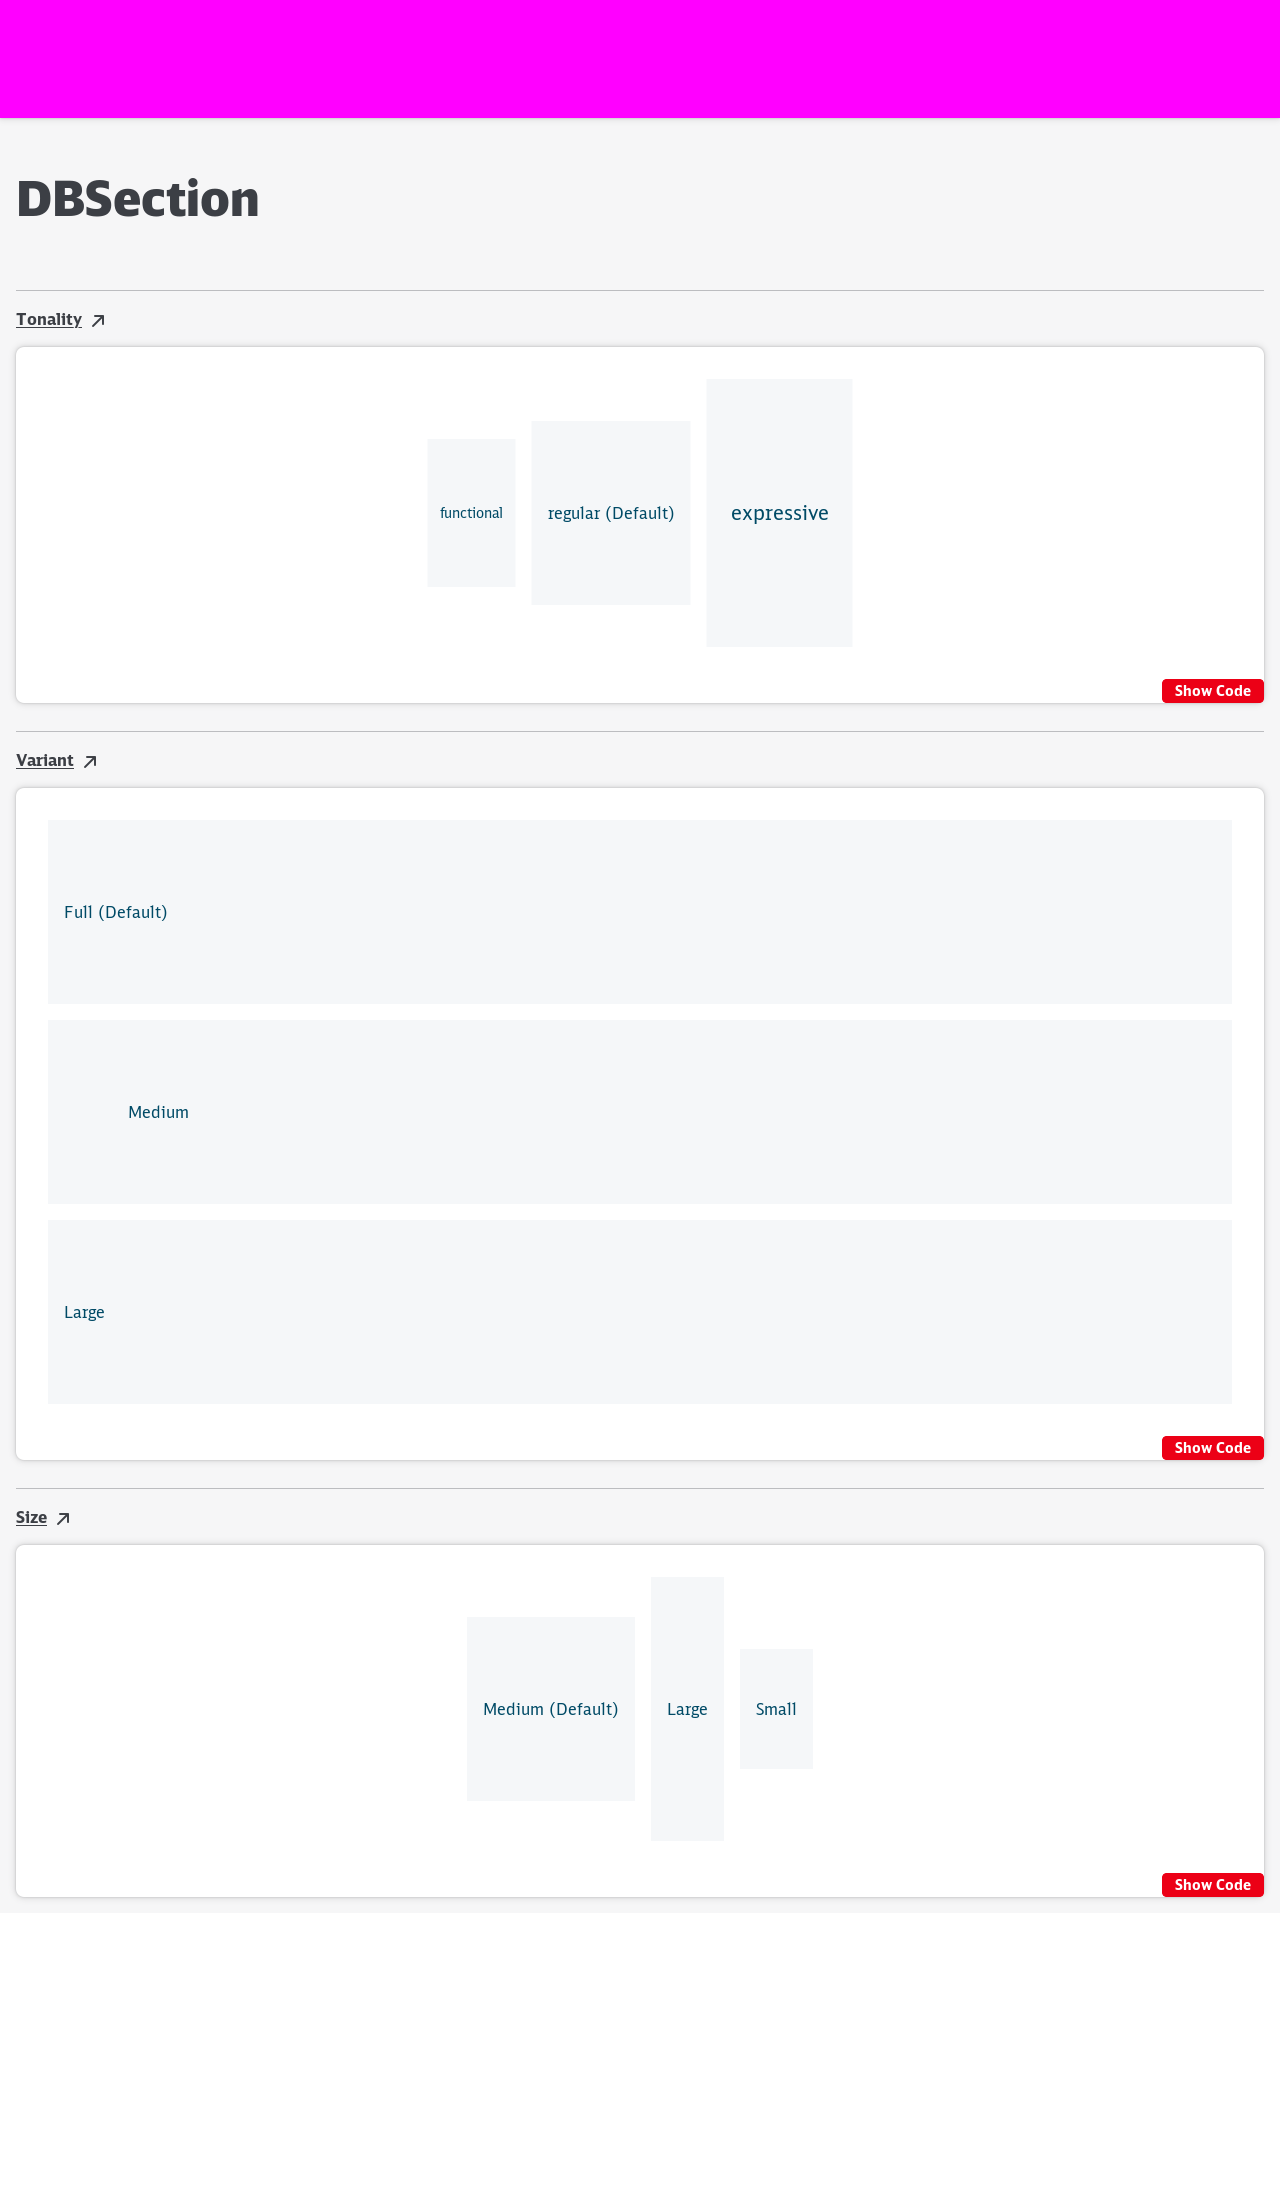 DBSection
Tonality
functional
regular (Default)
expressive
Show Code
Variant
Full (Default)
Medium
Large
Show Code
Size
Medium (Default)
Large
Small
Show Code